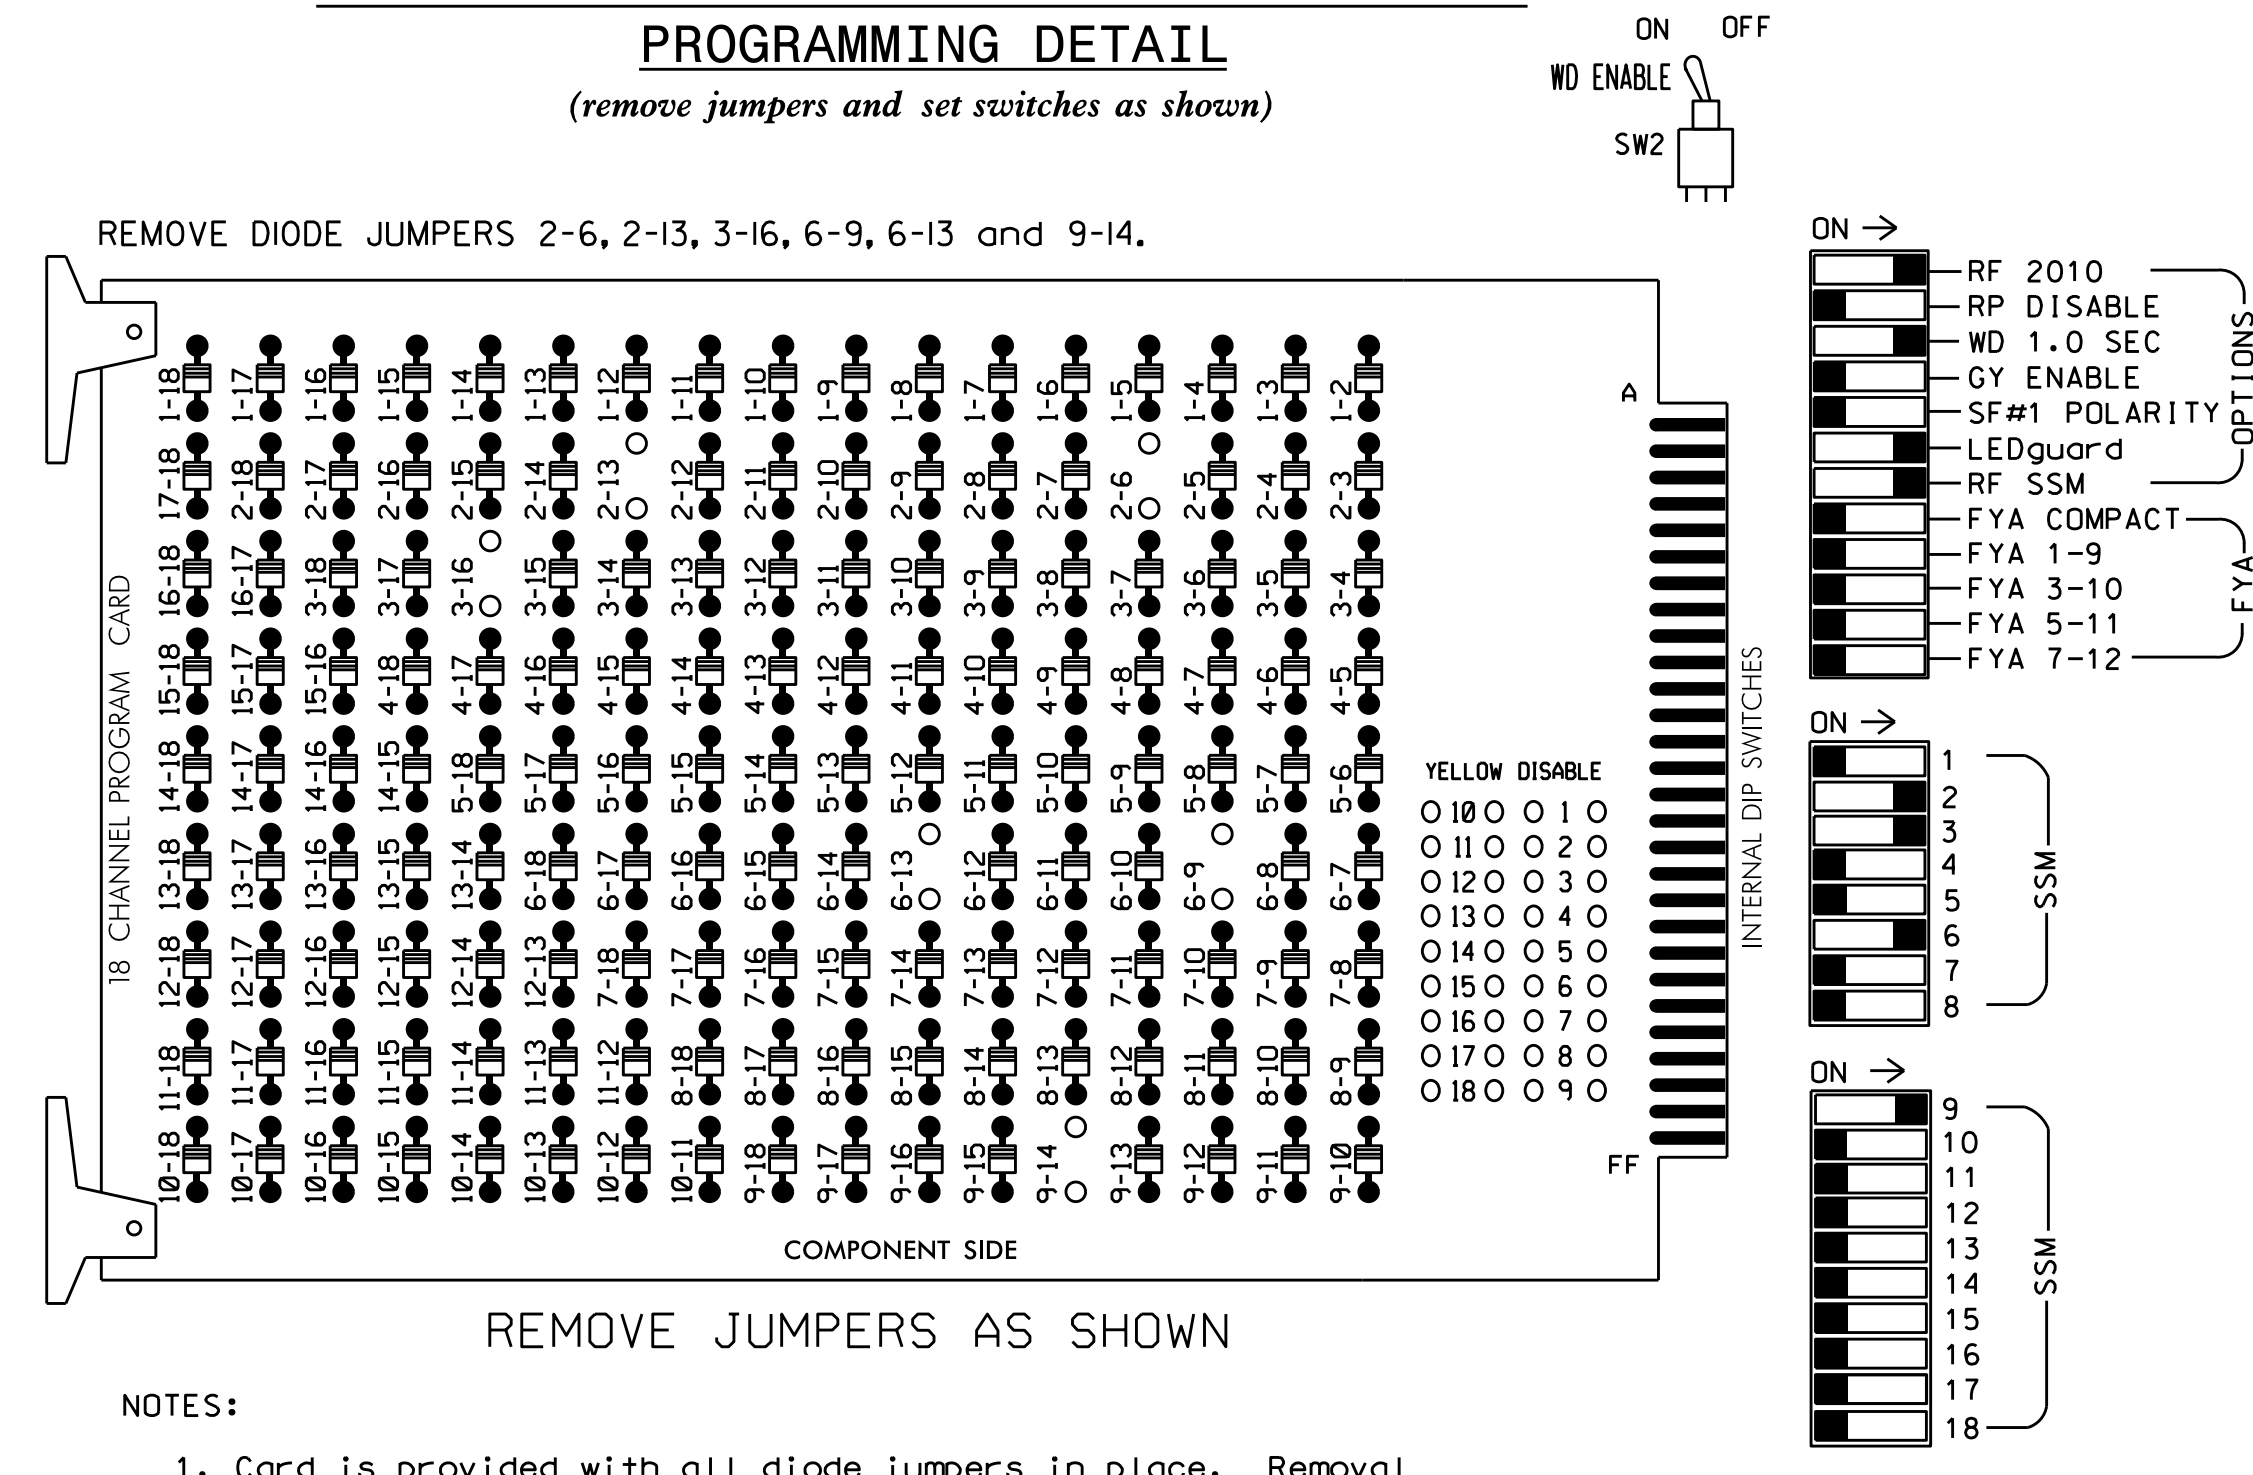 PROGRAMMING DETAIL
(remove jumpers and set switches as shown)
ON OFF
WD ENABLE
SW2
REMOVE DIODE JUMPERS 2-6, 2-13, 3-16, 6-9, 6-13 and 9-14.
18 CHANNEL PROGRAM CARD
1-18 1-17 1-16 1-15 1-14 1-13 1-12 1-11 1-10 1-9 1-8 1-7 1-6 1-5 1-4 1-3 1-2
17-18 2-18 2-17 2-16 2-15 2-14 2-13 2-12 2-11 2-10 2-9 2-8 2-7 2-6 2-5 2-4 2-3
16-18 16-17 3-18 3-17 3-16 3-15 3-14 3-13 3-12 3-11 3-10 3-9 3-8 3-7 3-6 3-5 3-4
15-18 15-17 15-16 4-18 4-17 4-16 4-15 4-14 4-13 4-12 4-11 4-10 4-9 4-8 4-7 4-6 4-5
14-18 14-17 14-16 14-15 5-18 5-17 5-16 5-15 5-14 5-13 5-12 5-11 5-10 5-9 5-8 5-7 5-6
13-18 13-17 13-16 13-15 13-14 6-18 6-17 6-16 6-15 6-14 6-13 6-12 6-11 6-10 6-9 6-8 6-7
12-18 12-17 12-16 12-15 12-14 12-13 7-18 7-17 7-16 7-15 7-14 7-13 7-12 7-11 7-10 7-9 7-8
11-18 11-17 11-16 11-15 11-14 11-13 11-12 8-18 8-17 8-16 8-15 8-14 8-13 8-12 8-11 8-10 8-9
10-18 10-17 10-16 10-15 10-14 10-13 10-12 10-11 9-18 9-17 9-16 9-15 9-14 9-13 9-12 9-11 9-10
YELLOW DISABLE
10 1
11 2
12 3
13 4
14 5
15 6
16 7
17 8
18 9
A
FF
COMPONENT SIDE
INTERNAL DIP SWITCHES
ON →
RF 2010
RP DISABLE
WD 1.0 SEC
GY ENABLE
SF#1 POLARITY
LEDguard
RF SSM
OPTIONS
FYA COMPACT
FYA 1-9
FYA 3-10
FYA 5-11
FYA 7-12
FYA
ON →
1
2
3
4
5
6
7
8
SSM
ON →
9
10
11
12
13
14
15
16
17
18
SSM
REMOVE JUMPERS AS SHOWN
NOTES:
1. Card is provided with all diode jumpers in place. Removal